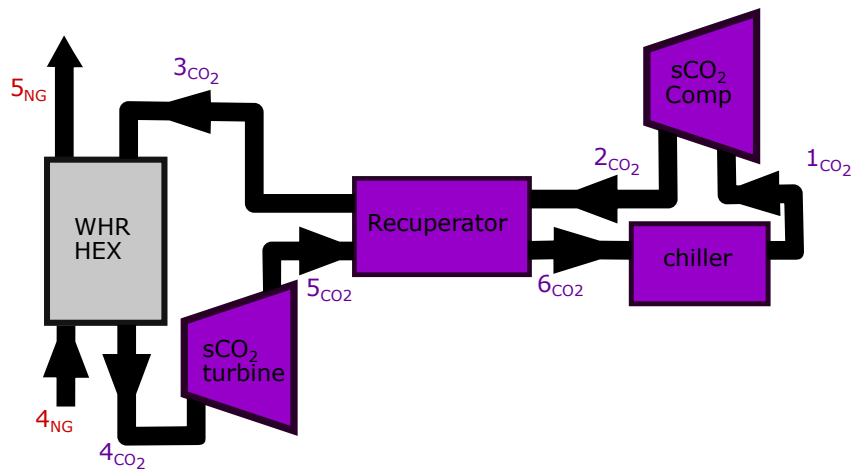 sCO₂
Comp
3CO₂
5NG
2CO₂
1CO₂
WHR
HEX
Recuperator
chiller
5CO2
6CO2
sCO₂
turbine
4NG
4CO₂